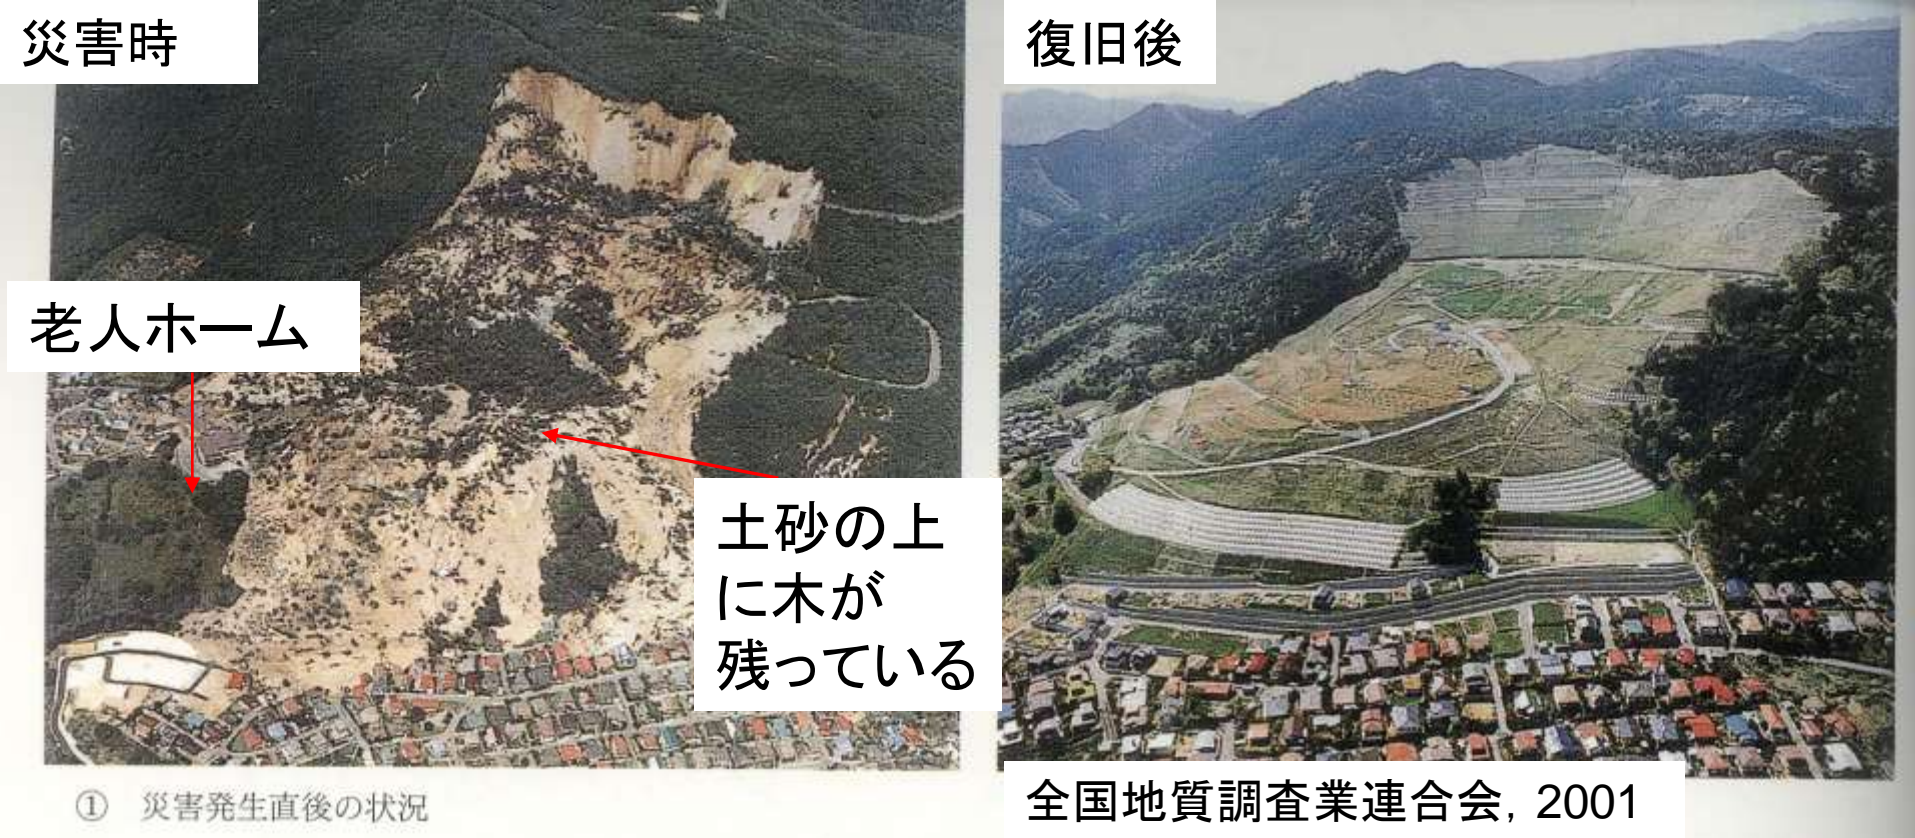 災害時
復旧後
老人ホーム
土砂の上
に木が
残っている
① 災害発生直後の状況
全国地質調査業連合会, 2001